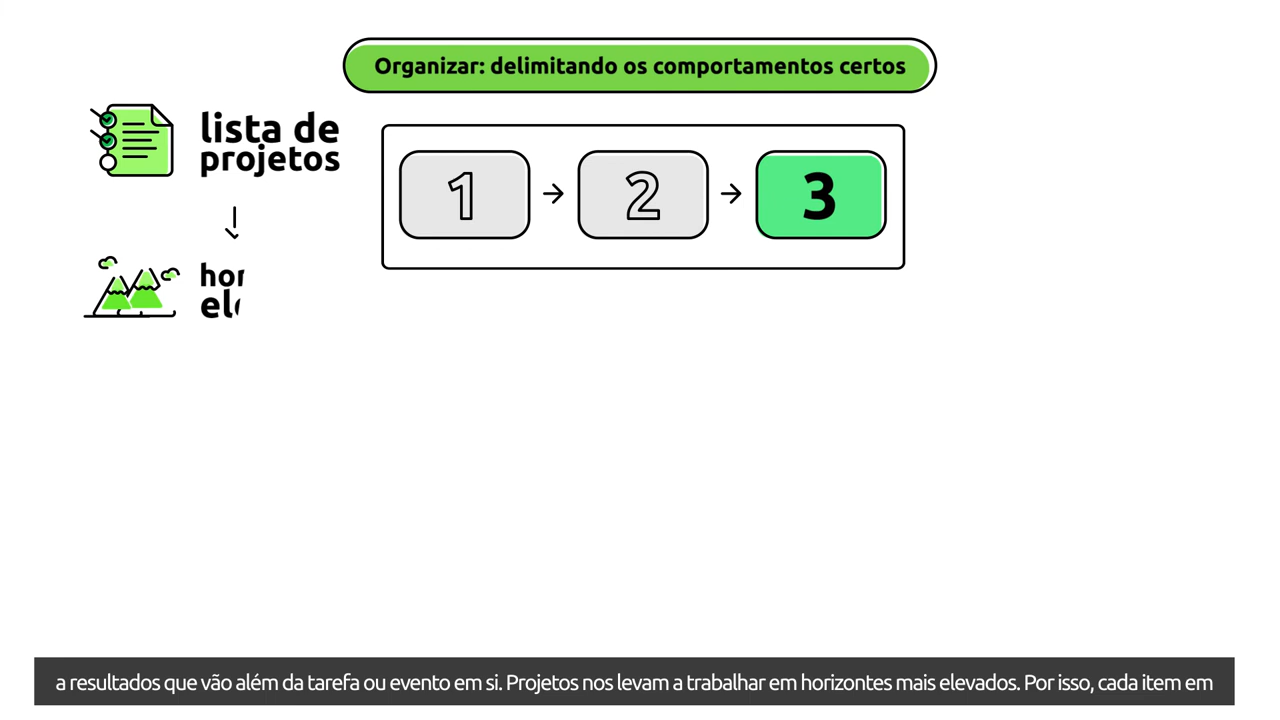 Organizar: delimitando os comportamentos certos
lista de
projetos
1 → 2 → 3
a resultados que vão além da tarefa ou evento em si. Projetos nos levam a trabalhar em horizontes mais elevados. Por isso, cada item em